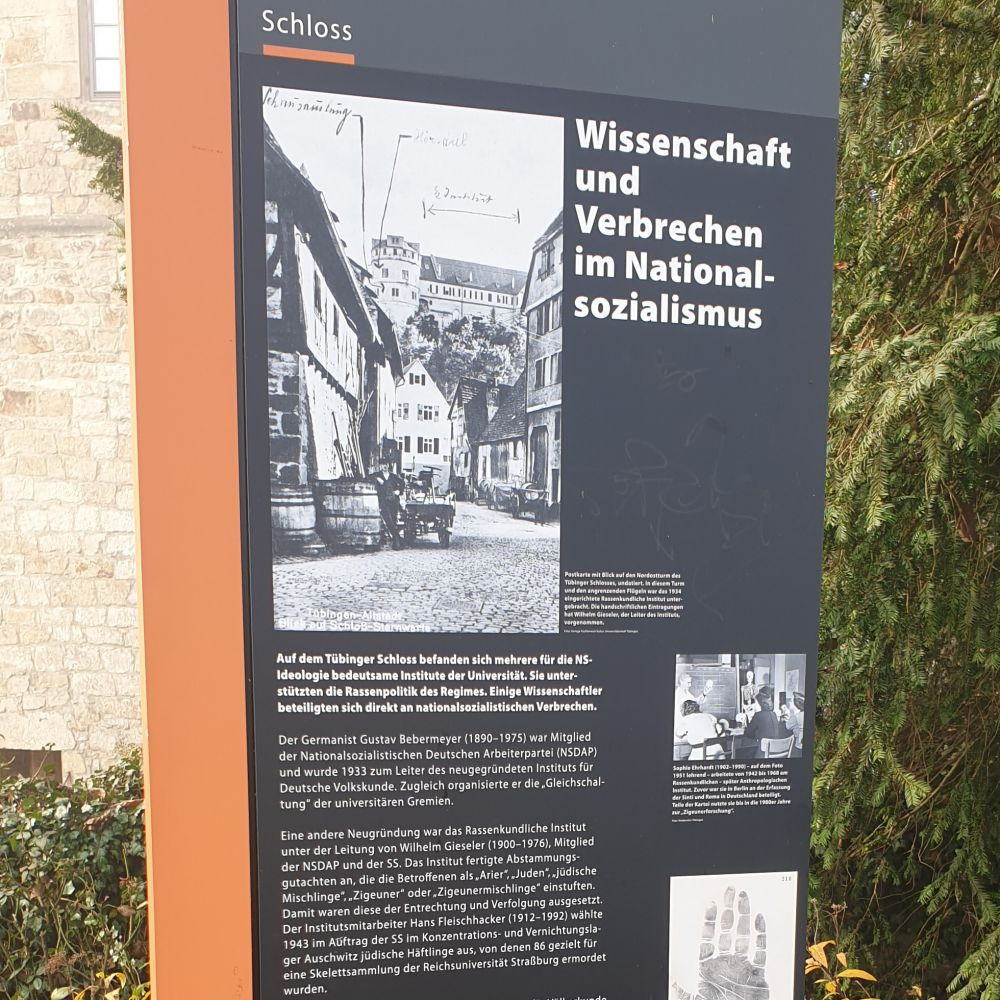 Schloss
Wissenschaft
und
Verbrechen
im National-
sozialismus
Tübingen-Altstadt
Blick auf Schloß-Sternwarte
Postkarte mit Blick auf den Nordostturm des
Tübinger Schlosses, undatiert. In diesem Turm
und den angrenzenden Flügeln war das 1934
eingerichtete Rassenkundliche Institut unter-
gebracht. Die handschriftlichen Eintragungen
hat Wilhelm Gieseler, der Leiter des Instituts,
vorgenommen.
Auf dem Tübinger Schloss befanden sich mehrere für die NS-
Ideologie bedeutsame Institute der Universität. Sie unter-
stützten die Rassenpolitik des Regimes. Einige Wissenschaftler
beteiligten sich direkt an nationalsozialistischen Verbrechen.
Der Germanist Gustav Bebermeyer (1890–1975) war Mitglied
der Nationalsozialistischen Deutschen Arbeiterpartei (NSDAP)
und wurde 1933 zum Leiter des neugegründeten Instituts für
Deutsche Volkskunde. Zugleich organisierte er die „Gleichschal-
tung“ der universitären Gremien.
Eine andere Neugründung war das Rassenkundliche Institut
unter der Leitung von Wilhelm Gieseler (1900–1976), Mitglied
der NSDAP und der SS. Das Institut fertigte Abstammungs-
gutachten an, die die Betroffenen als „Arier“, „Juden“, „jüdische
Mischlinge“, „Zigeuner“ oder „Zigeunermischlinge“ einstuften.
Damit waren diese der Entrechtung und Verfolgung ausgesetzt.
Der Institutsmitarbeiter Hans Fleischhacker (1912–1992) wählte
1943 im Auftrag der SS im Konzentrations- und Vernichtungsla-
ger Auschwitz jüdische Häftlinge aus, von denen 86 gezielt für
eine Skelettsammlung der Reichsuniversität Straßburg ermordet
wurden.
Sophie Ehrhardt (1902–1990) – auf dem Foto
1951 lehrend – arbeitete von 1942 bis 1968 am
Rassenkundlichen – später Anthropologischen
Institut. Zuvor war sie in Berlin an der Erfassung
der Sinti und Roma in Deutschland beteiligt.
Teile der Kartei nutzte sie bis in die 1980er Jahre
zur „Zigeunerforschung“.